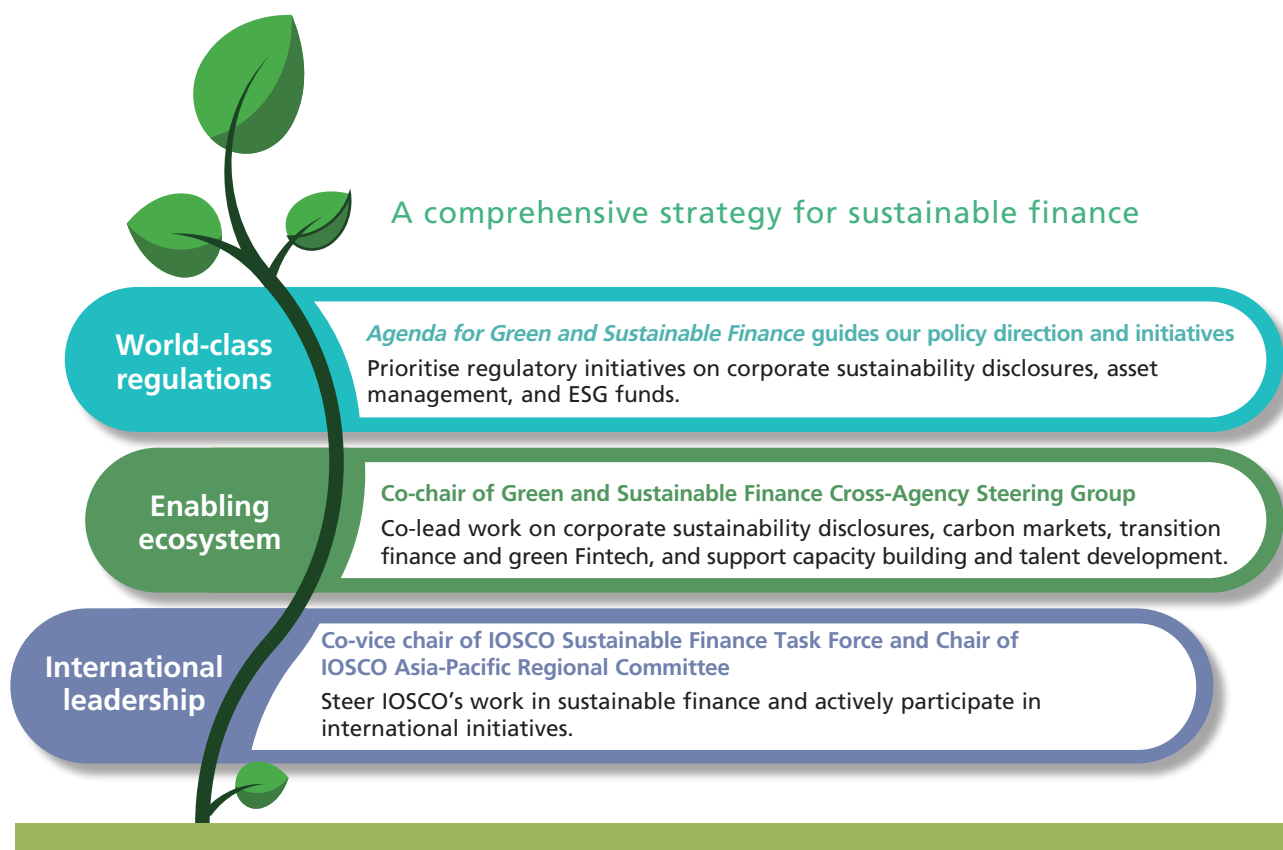 A comprehensive strategy for sustainable finance
World-class
regulations
Agenda for Green and Sustainable Finance guides our policy direction and initiatives
Prioritise regulatory initiatives on corporate sustainability disclosures, asset
management, and ESG funds.
Enabling
ecosystem
Co-chair of Green and Sustainable Finance Cross-Agency Steering Group
Co-lead work on corporate sustainability disclosures, carbon markets, transition
finance and green Fintech, and support capacity building and talent development.
International
leadership
Co-vice chair of IOSCO Sustainable Finance Task Force and Chair of
IOSCO Asia-Pacific Regional Committee
Steer IOSCO’s work in sustainable finance and actively participate in
international initiatives.